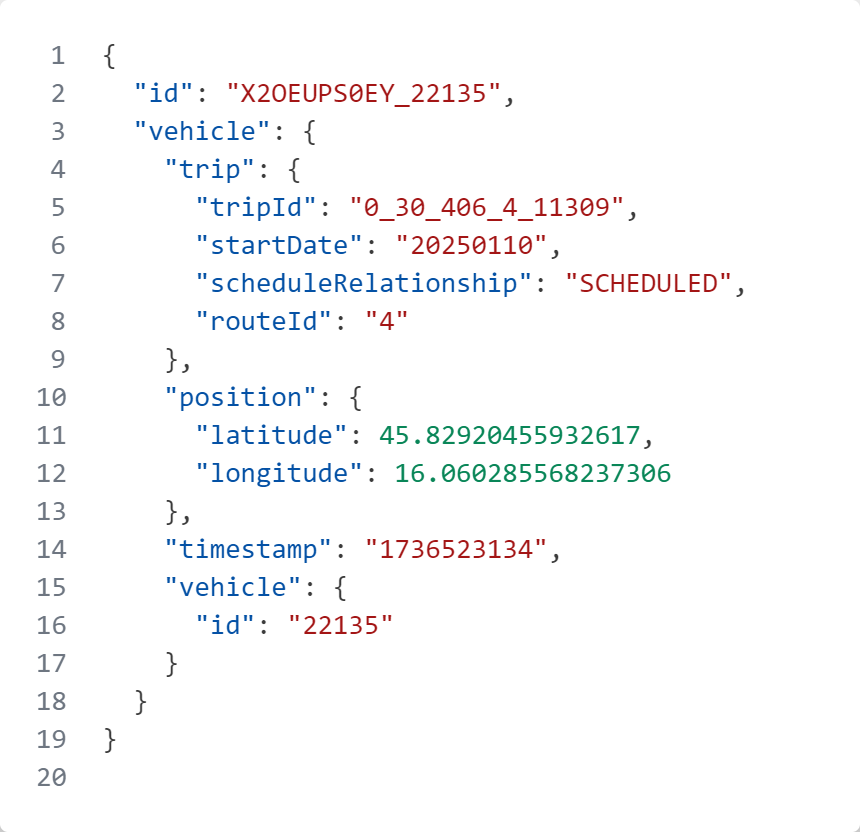 1 {
2   "id": "X2OEUPS0EY_22135",
3   "vehicle": {
4     "trip": {
5       "tripId": "0_30_406_4_11309",
6       "startDate": "20250110",
7       "scheduleRelationship": "SCHEDULED",
8       "routeId": "4"
9     },
10     "position": {
11       "latitude": 45.82920455932617,
12       "longitude": 16.060285568237306
13     },
14     "timestamp": "1736523134",
15     "vehicle": {
16       "id": "22135"
17     }
18   }
19 }
20